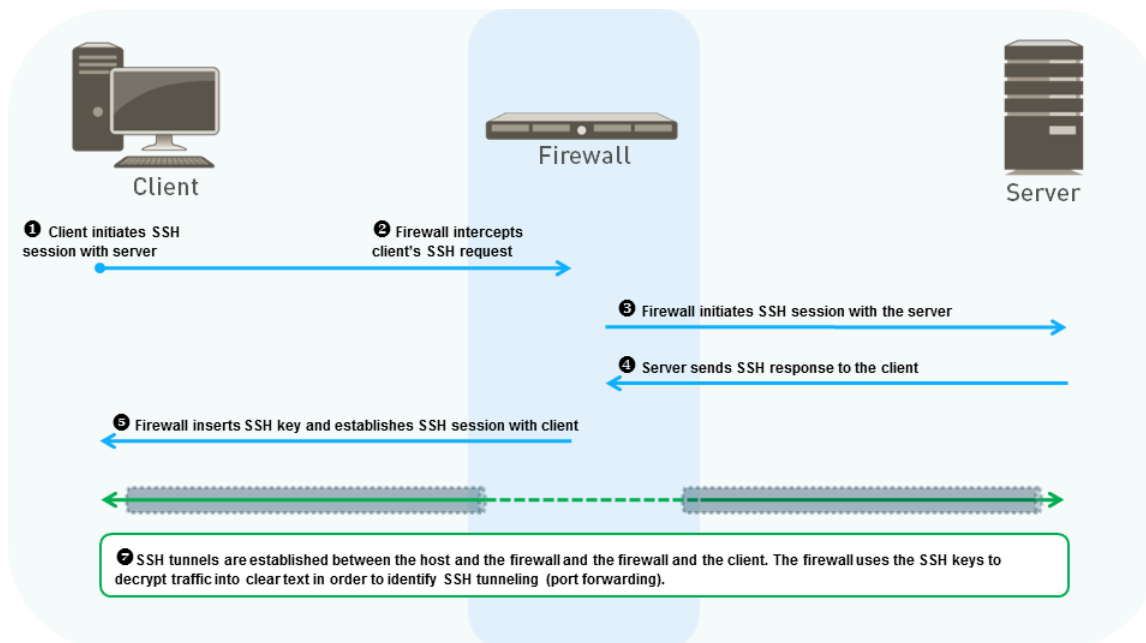 Client
Firewall
Server
❶ Client initiates SSH
session with server
❷ Firewall intercepts
client's SSH request
❸ Firewall initiates SSH session with the server
❹ Server sends SSH response to the client
❺ Firewall inserts SSH key and establishes SSH session with client
❼ SSH tunnels are established between the host and the firewall and the firewall and the client. The firewall uses the SSH keys to
decrypt traffic into clear text in order to identify SSH tunneling (port forwarding).